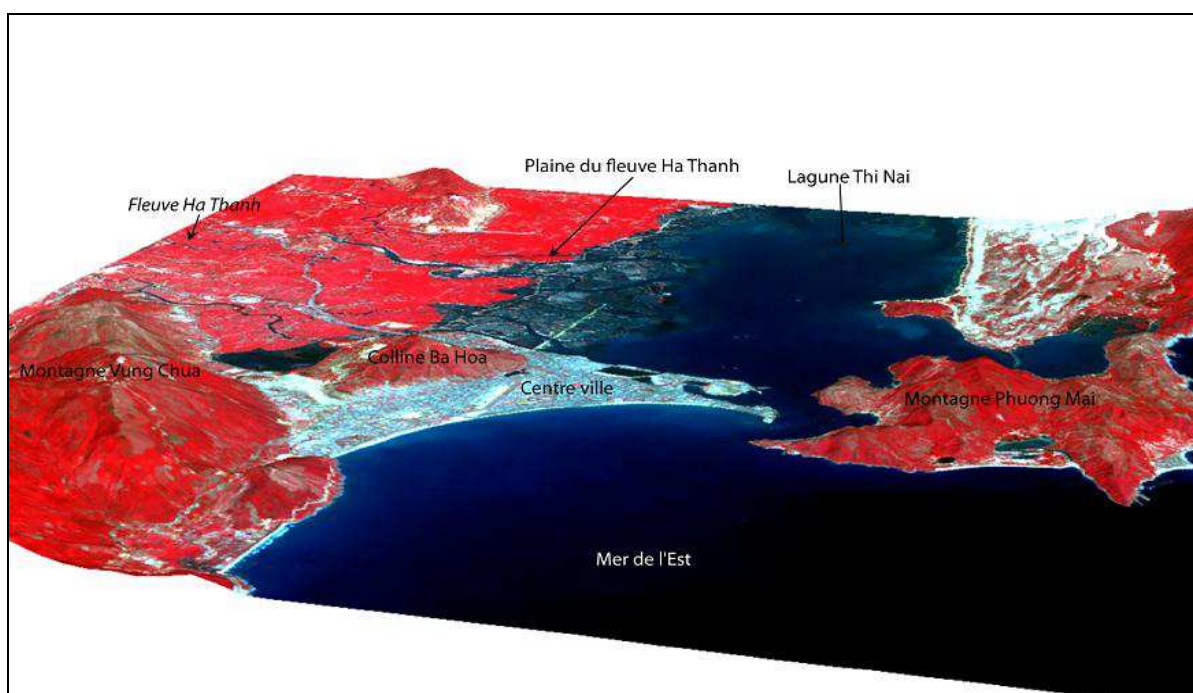 Plaine du fleuve Ha Thanh
Lagune Thi Nai
Fleuve Ha Thanh
Colline Ba Hoa
Montagne Vung Chua
Centre ville
Montagne Phuong Mai
Mer de l'Est